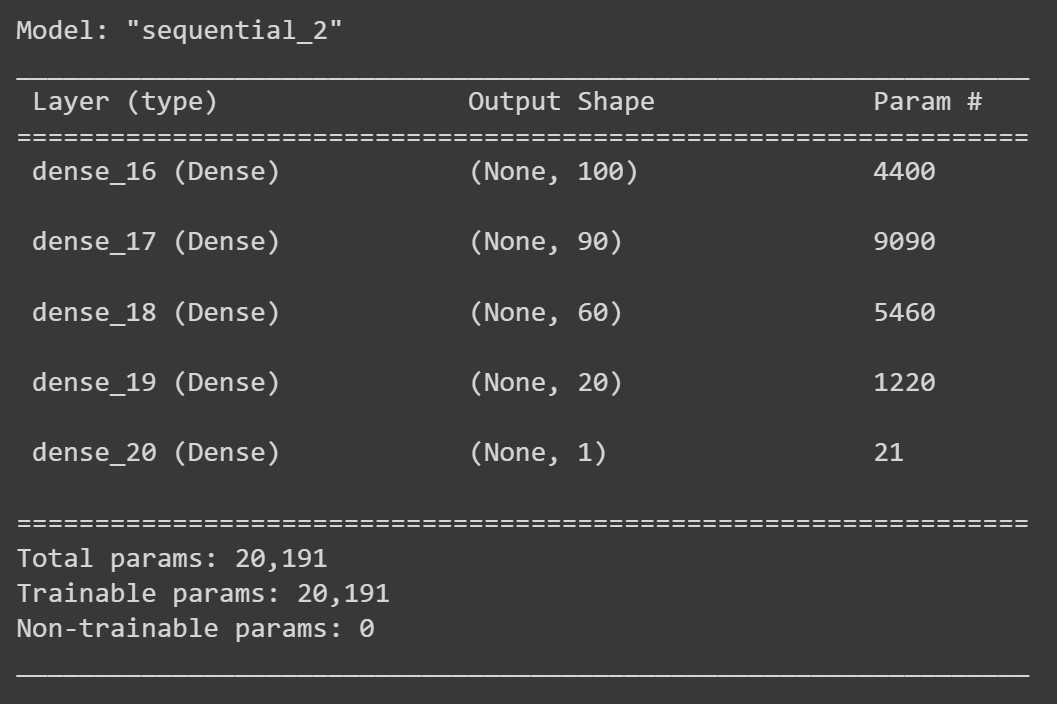 Model: "sequential_2"
_________________________________________________________________
Layer (type) Output Shape Param #
=================================================================
dense_16 (Dense) (None, 100) 4400
dense_17 (Dense) (None, 90) 9090
dense_18 (Dense) (None, 60) 5460
dense_19 (Dense) (None, 20) 1220
dense_20 (Dense) (None, 1) 21
=================================================================
Total params: 20,191
Trainable params: 20,191
Non-trainable params: 0
_________________________________________________________________